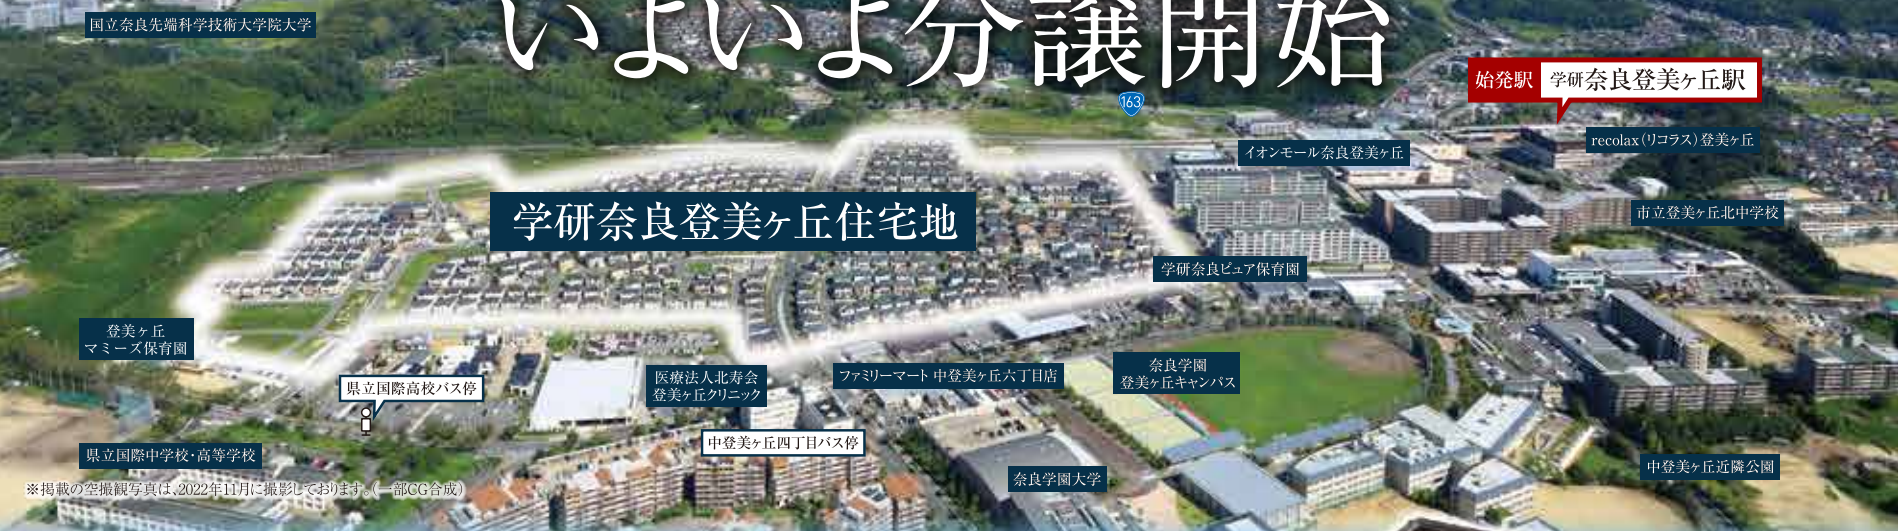 いよいよ分譲開始
国立奈良先端科学技術大学院大学
163
始発駅 学研奈良登美ヶ丘駅
recolax（リコラス）登美ヶ丘
イオンモール奈良登美ヶ丘
学研奈良登美ヶ丘住宅地
市立登美ヶ丘北中学校
学研奈良ピュア保育園
登美ヶ丘
マミーズ保育園
県立国際高校バス停
医療法人北寿会
登美ヶ丘クリニック
ファミリーマート 中登美ヶ丘六丁目店
奈良学園
登美ヶ丘キャンパス
中登美ヶ丘四丁目バス停
県立国際中学校・高等学校
奈良学園大学
中登美ヶ丘近隣公園
※掲載の空撮観写真は、2022年11月に撮影しております。（一部CG合成）